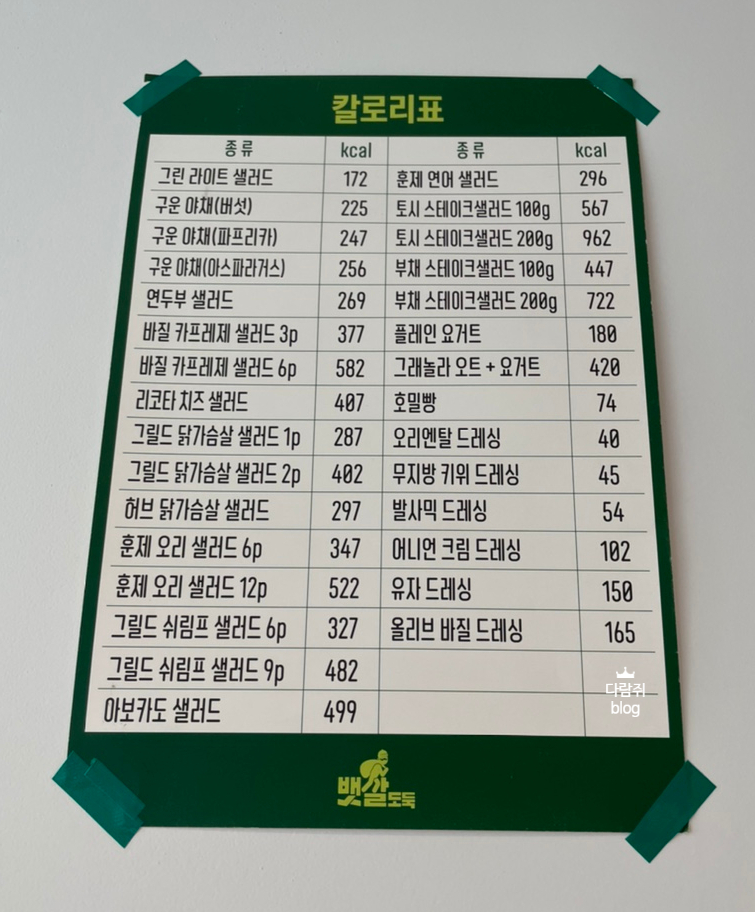 칼로리표
종류 kcal 종류 kcal
그린 라이트 샐러드 172 훈제 연어 샐러드 296
구운 야채(버섯) 225 토시 스테이크샐러드 100g 567
구운 야채(파프리카) 247 토시 스테이크샐러드 200g 962
구운 야채(아스파라거스) 256 부채 스테이크샐러드 100g 447
연두부 샐러드 269 부채 스테이크샐러드 200g 722
바질 카프레제 샐러드 3p 377 플레인 요거트 180
바질 카프레제 샐러드 6p 582 그래놀라 오트 + 요거트 420
리코타 치즈 샐러드 407 호밀빵 74
그릴드 닭가슴살 샐러드 1p 287 오리엔탈 드레싱 40
그릴드 닭가슴살 샐러드 2p 402 무지방 키위 드레싱 45
허브 닭가슴살 샐러드 297 발사믹 드레싱 54
훈제 오리 샐러드 6p 347 어니언 크림 드레싱 102
훈제 오리 샐러드 12p 522 유자 드레싱 150
그릴드 쉬림프 샐러드 6p 327 올리브 바질 드레싱 165
그릴드 쉬림프 샐러드 9p 482
아보카도 샐러드 499
다람쥐
blog
뱃살도둑